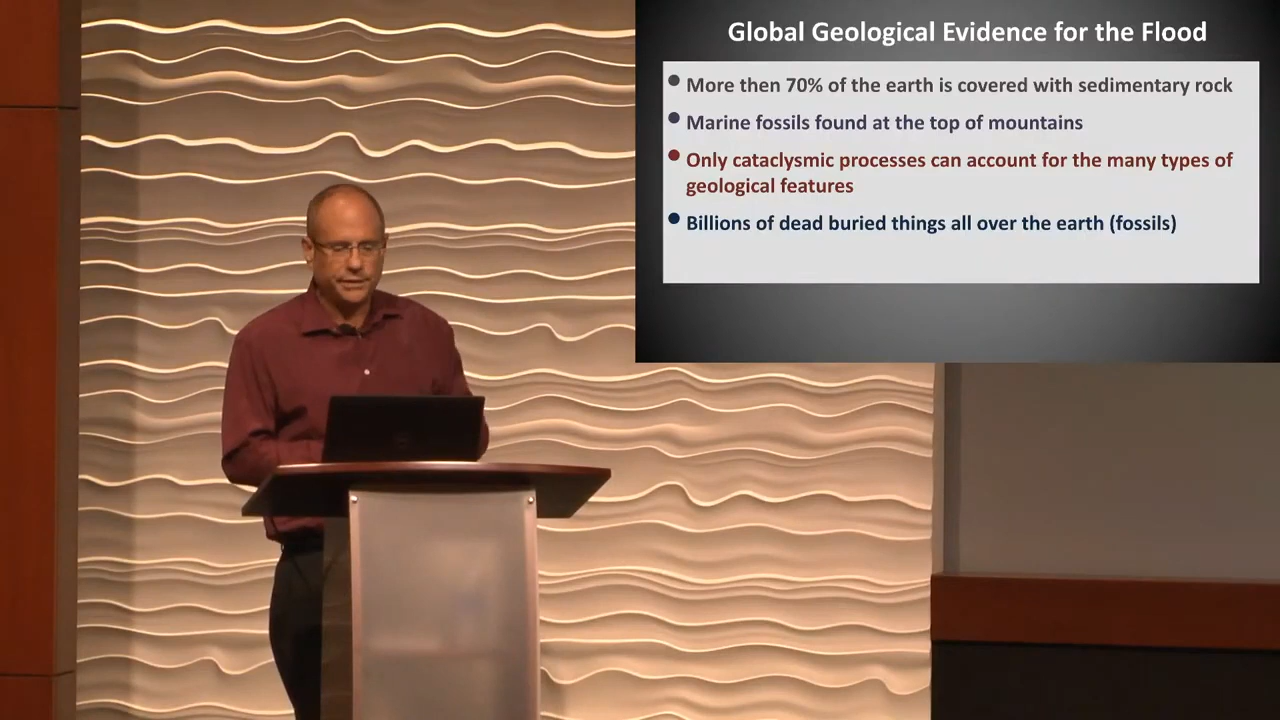 Global Geological Evidence for the Flood
More then 70% of the earth is covered with sedimentary rock
Marine fossils found at the top of mountains
Only cataclysmic processes can account for the many types of
geological features
Billions of dead buried things all over the earth (fossils)